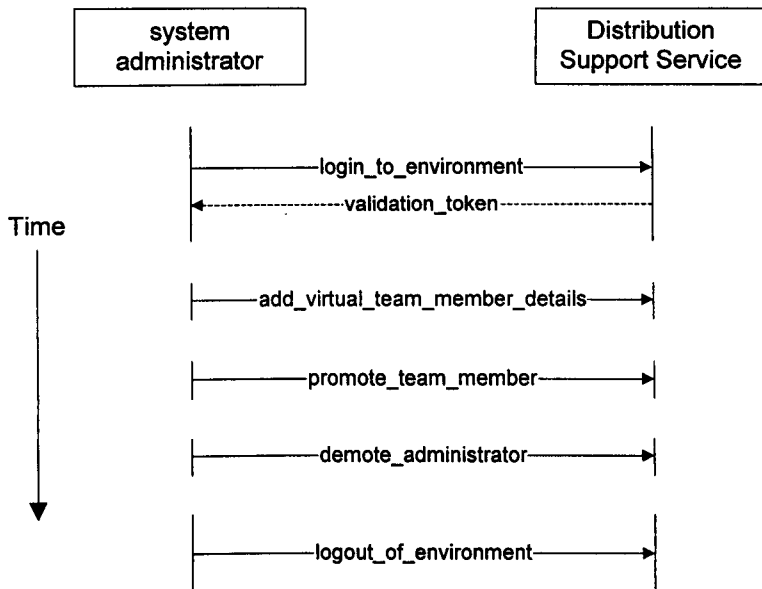 system
administrator
Distribution
Support Service
login_to_environment
validation_token
Time
add_virtual_team_member_details
promote_team_member
demote_administrator
logout_of_environment